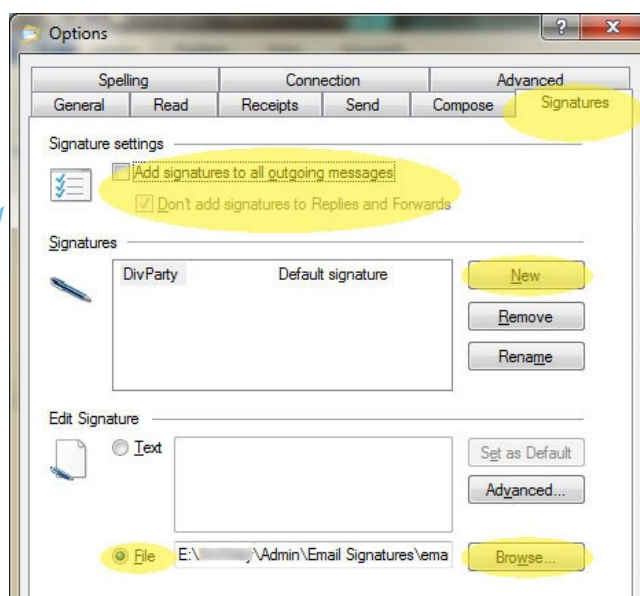 Options
Spelling Connection Advanced
General Read Receipts Send Compose Signatures
Signature settings
Add signatures to all outgoing messages
Don't add signatures to Replies and Forwards
Signatures
DivParty Default signature New
Remove
Rename
Edit Signature
Text
Set as Default
Advanced...
File E:\ \Admin\Email Signatures\ema Browse...